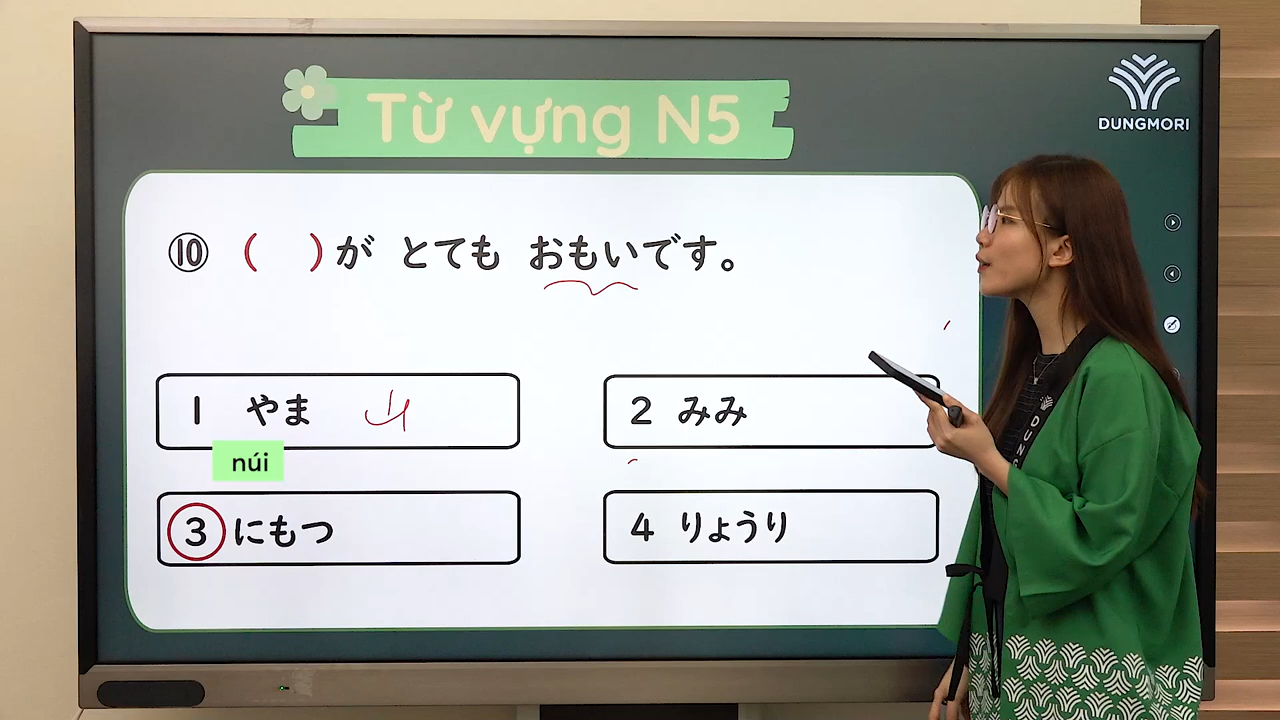 Từ vựng N5
DUNGMORI
⑩ ( )が とても おもいです。
1 やま 山
2 みみ
núi
3 にもつ
4 りょうり
DUNG